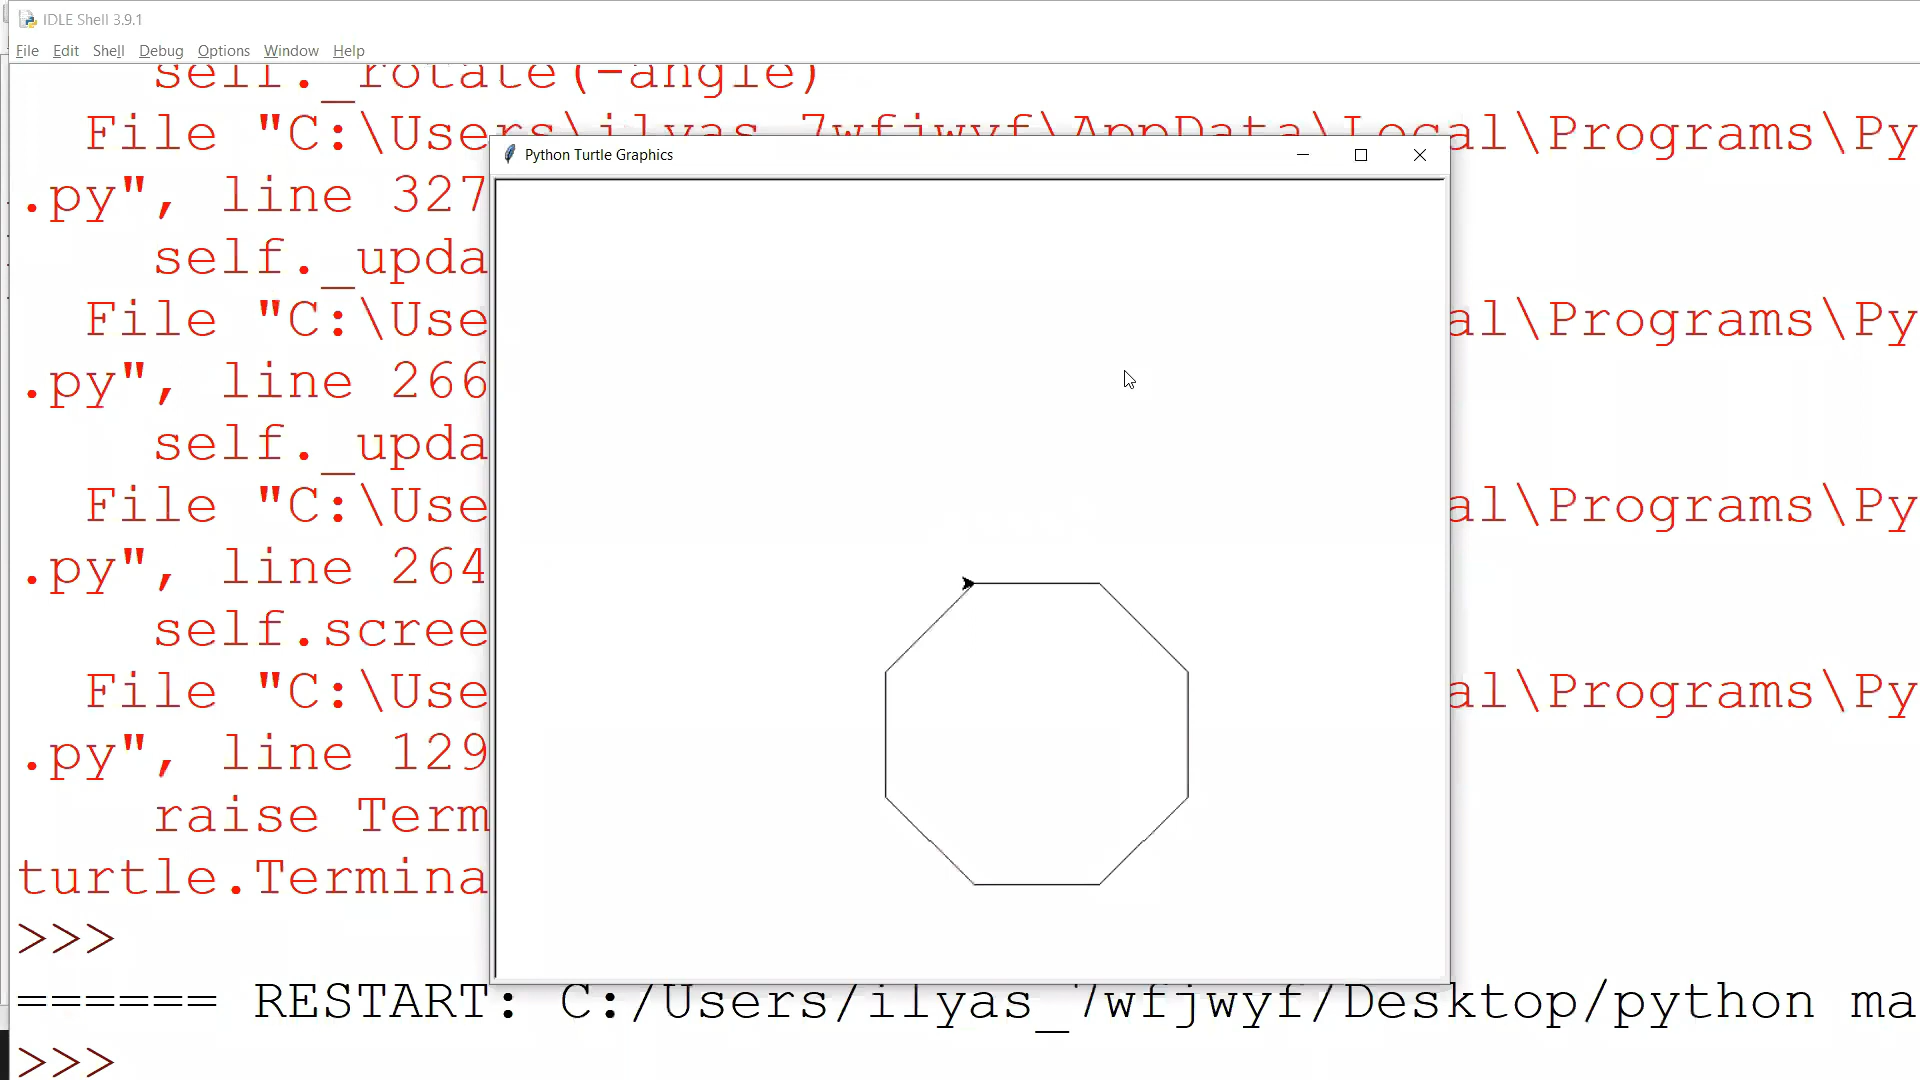 IDLE Shell 3.9.1
File Edit Shell Debug Options Window Help
self._rotate(-angle)
File "C:\Users\ilyas_7wfjwyf\AppData\Local\Programs\Py
Python Turtle Graphics
.py", line 327
self._upda
File "C:\Use al\Programs\Py
.py", line 266
self._upda
File "C:\Use al\Programs\Py
.py", line 264
self.scree
File "C:\Use al\Programs\Py
.py", line 129
raise Term
turtle.Termina
>>>
====== RESTART: C:/Users/ilyas_7wfjwyf/Desktop/python ma
>>>